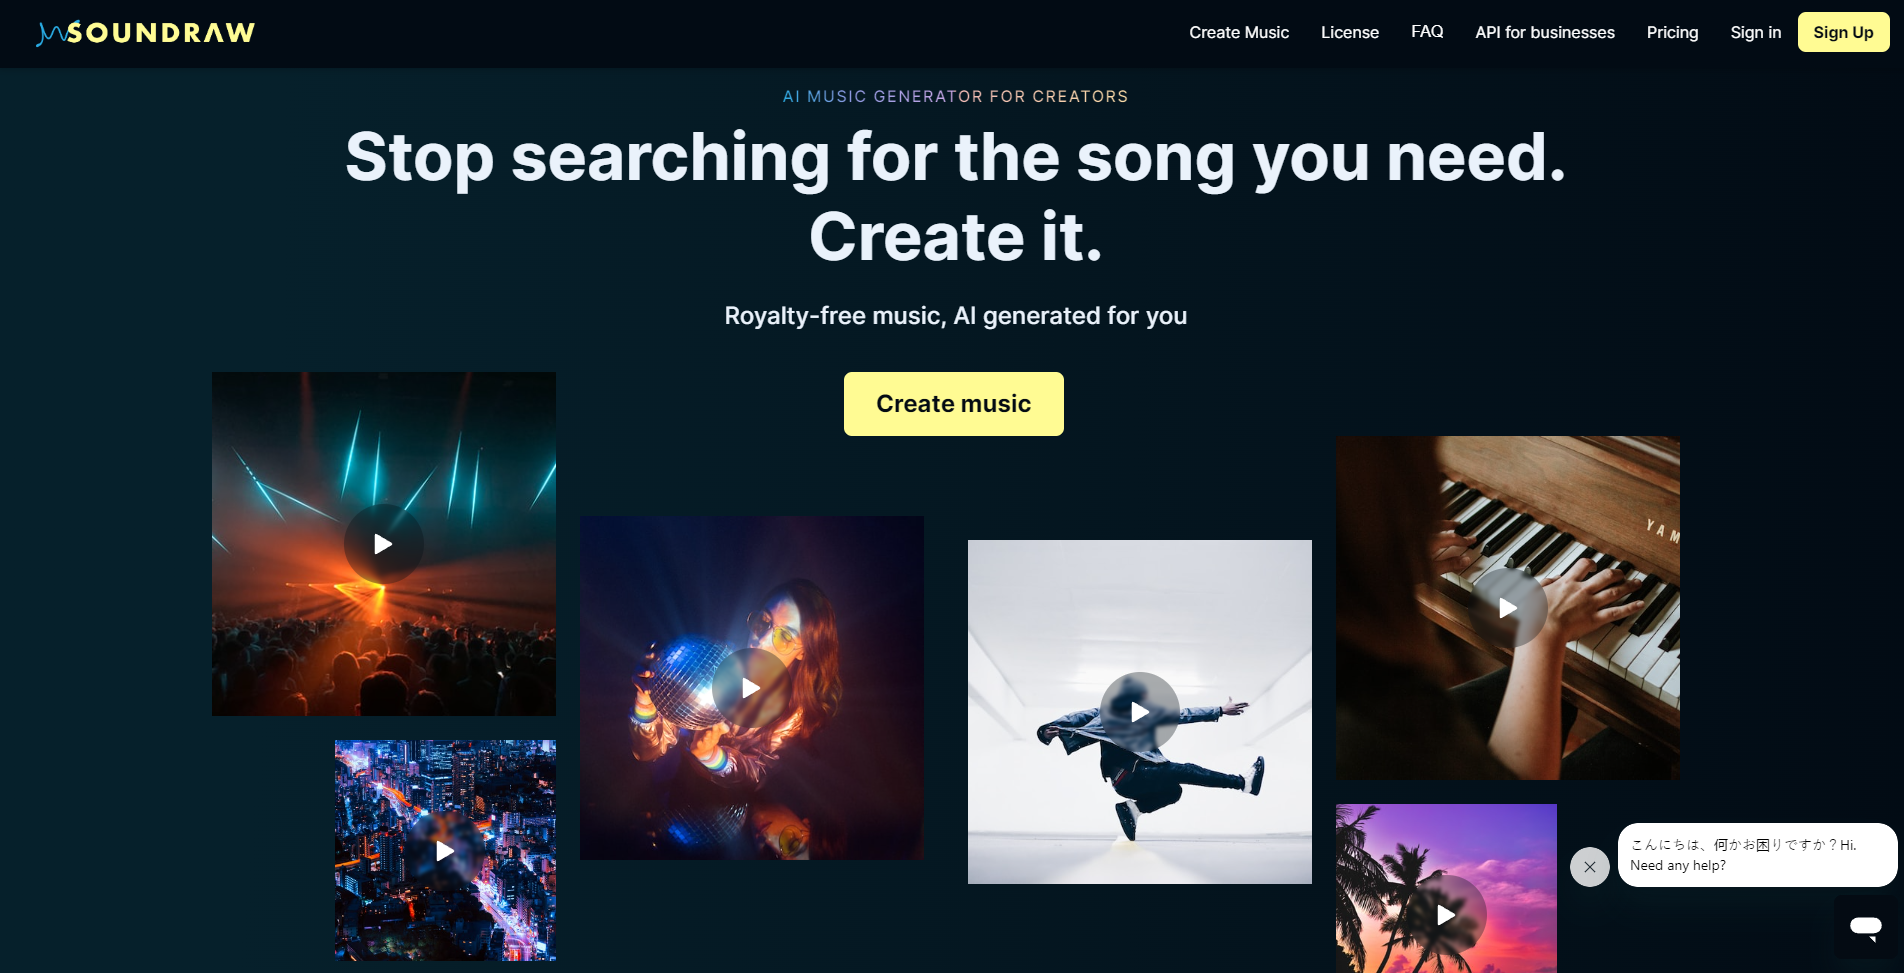 SOUNDRAW
Create Music
License
FAQ
API for businesses
Pricing
Sign in
Sign Up
AI MUSIC GENERATOR FOR CREATORS
Stop searching for the song you need.
Create it.
Royalty-free music, AI generated for you
Create music
YAM
こんにちは、何かお困りですか？Hi.
Need any help?